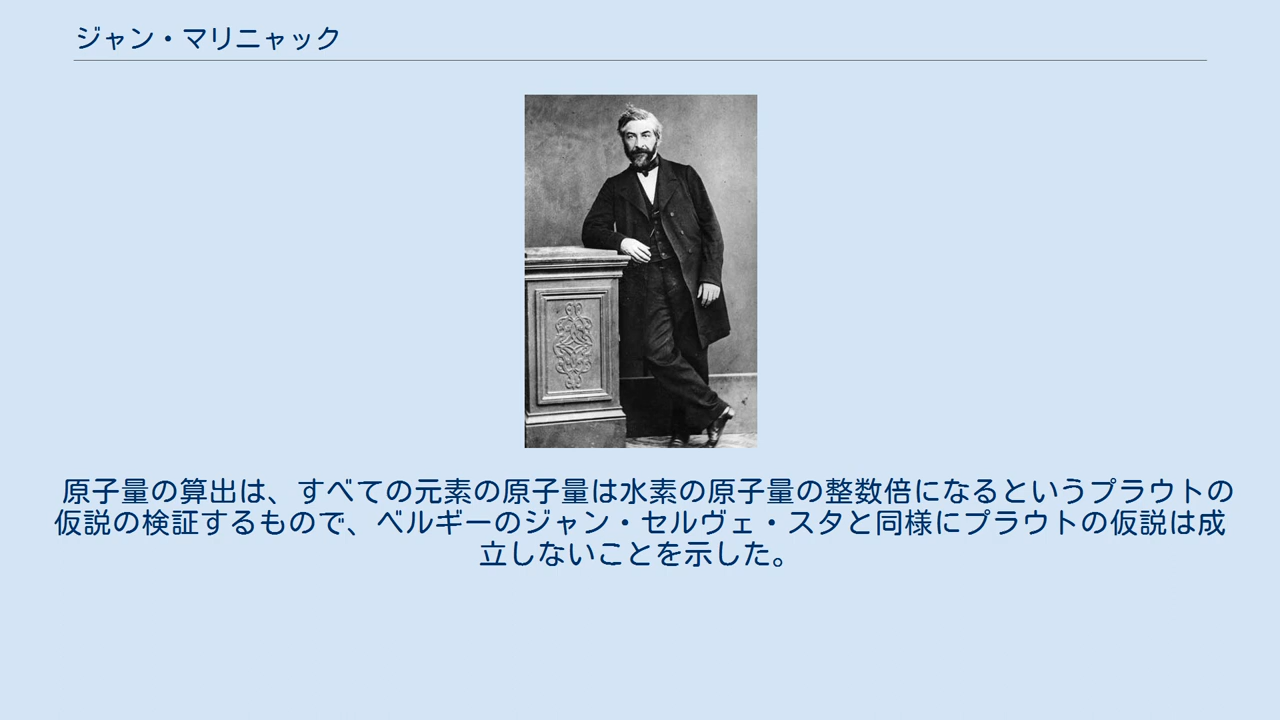 ジャン・マリニャック
原子量の算出は、すべての元素の原子量は水素の原子量の整数倍になるというプラウトの
仮説の検証するもので、ベルギーのジャン・セルヴェ・スタと同様にプラウトの仮説は成
立しないことを示した。